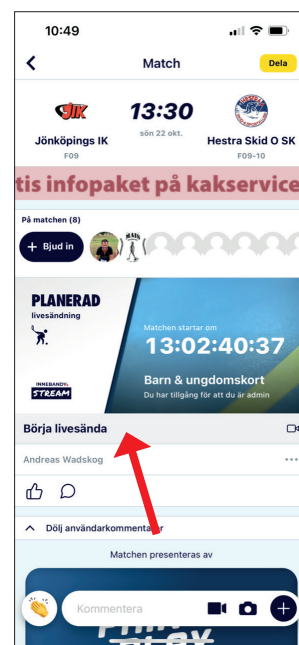 10:49
Match
Dela
JIK
13:30
sön 22 okt.
Jönköpings IK
F09
Hestra Skid O SK
F09-10
tis infopaket på kakservice
På matchen (8)
+ Bjud in
PLANERAD
livesändning
INNEBANDY.
STREAM
Matchen startar om
13:02:40:37
Barn & ungdomskort
Du har tillgång för att du är admin
Börja livesända
Andreas Wadskog
Dölj användarkommentarer
Matchen presenteras av
Kommentera